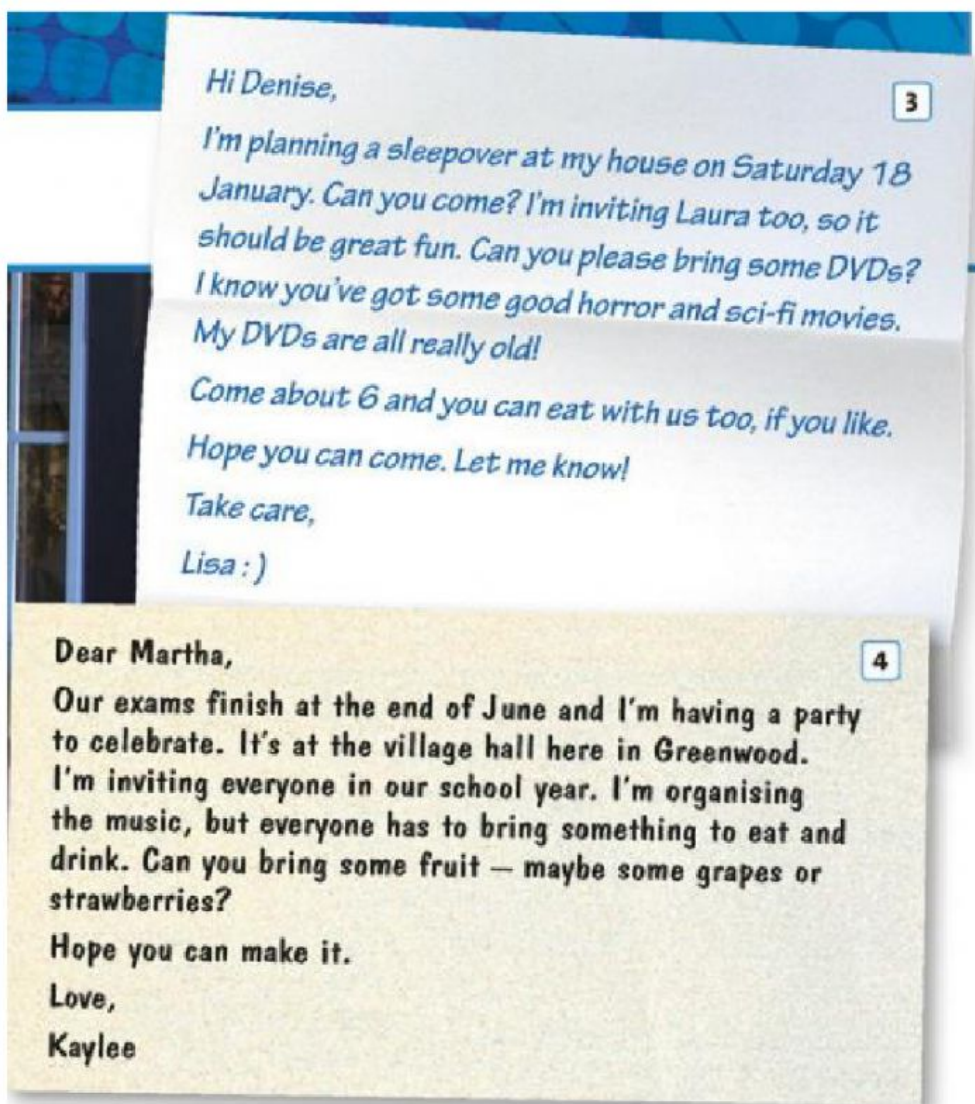 Hi Denise,
3
I'm planning a sleepover at my house on Saturday 18
January. Can you come? I'm inviting Laura too, so it
should be great fun. Can you please bring some DVDs?
I know you've got some good horror and sci-fi movies.
My DVDs are all really old!
Come about 6 and you can eat with us too, if you like.
Hope you can come. Let me know!
Take care,
Lisa : )
Dear Martha,
4
Our exams finish at the end of June and I'm having a party
to celebrate. It's at the village hall here in Greenwood.
I'm inviting everyone in our school year. I'm organising
the music, but everyone has to bring something to eat and
drink. Can you bring some fruit – maybe some grapes or
strawberries?
Hope you can make it.
Love,
Kaylee